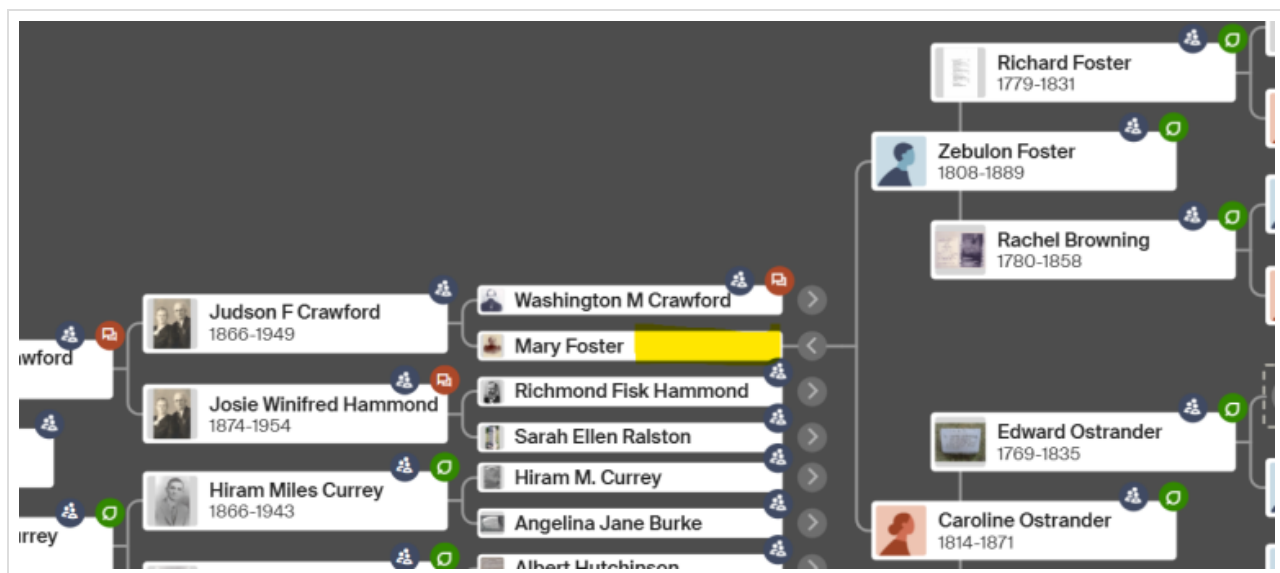 Richard Foster
1779-1831
Zebulon Foster
1808-1889
Rachel Browning
1780-1858
Washington M Crawford
Judson F Crawford
1866-1949
Mary Foster
wford
Richmond Fisk Hammond
Josie Winifred Hammond
1874-1954
Sarah Ellen Ralston
Edward Ostrander
1769-1835
Hiram M. Currey
Hiram Miles Currey
1866-1943
Angelina Jane Burke
Caroline Ostrander
1814-1871
rrey
Albert Hutchinson